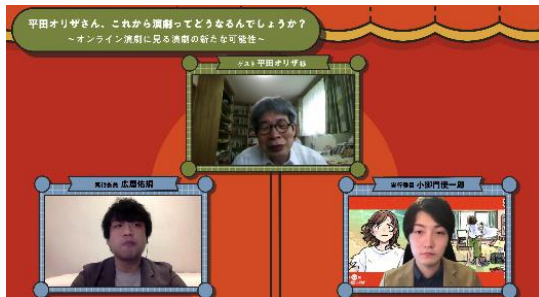 平田オリザさん、これから演劇ってどうなるんでしょうか？
～オンライン演劇に見る演劇の新たな可能性～
ゲスト 平田オリザ
実行委員 広屋佑規
実行委員 小御門優一郎